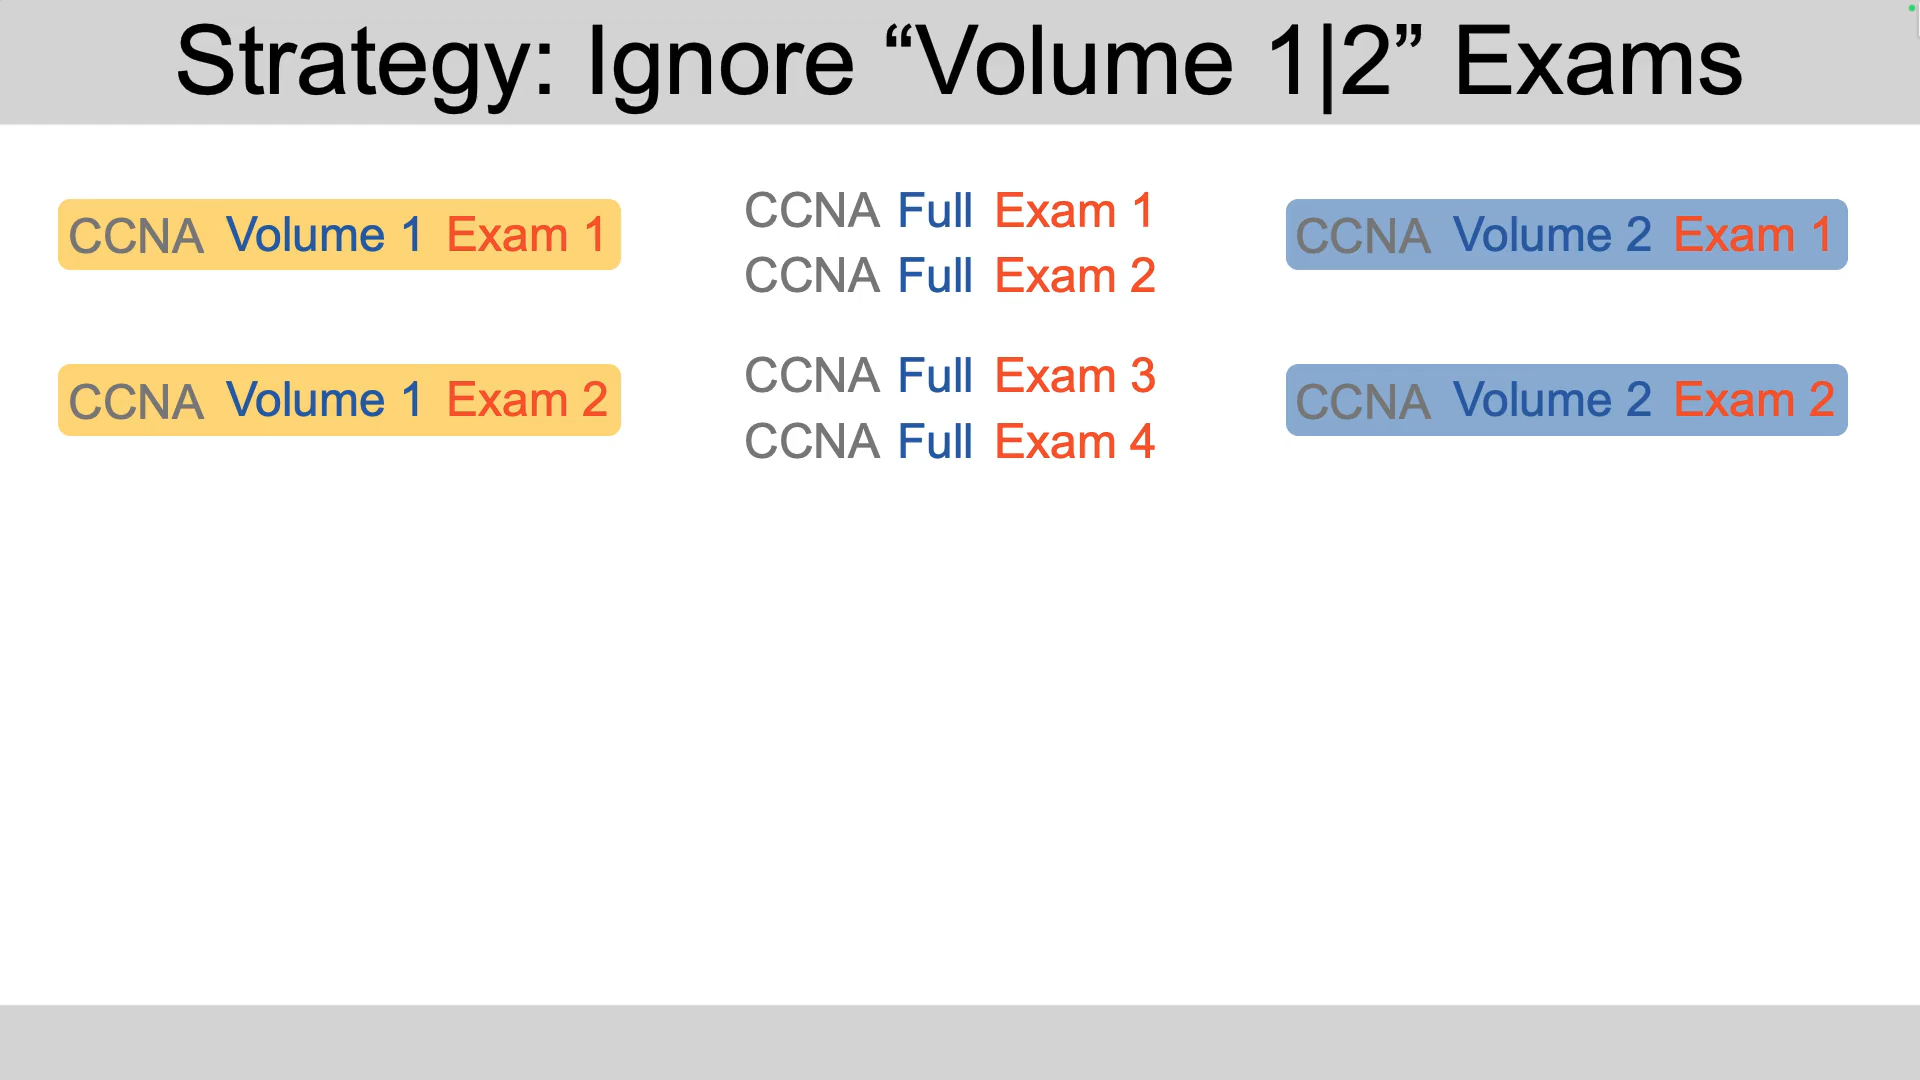 Strategy: Ignore “Volume 1|2” Exams
CCNA Volume 1 Exam 1
CCNA Volume 1 Exam 2
CCNA Full Exam 1
CCNA Full Exam 2
CCNA Full Exam 3
CCNA Full Exam 4
CCNA Volume 2 Exam 1
CCNA Volume 2 Exam 2